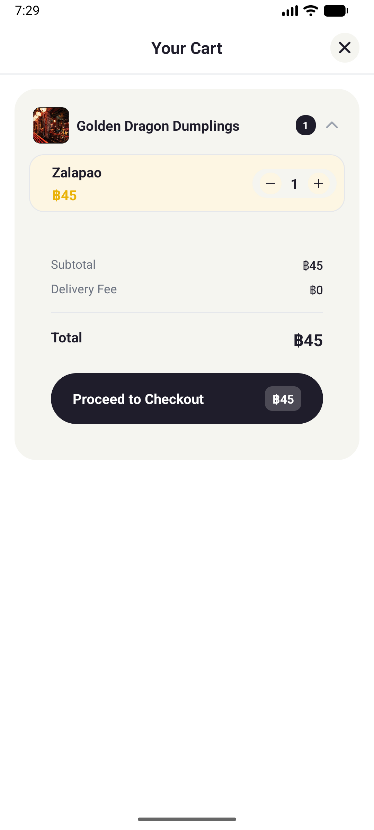 7:29
Your Cart
Golden Dragon Dumplings 1
Zalapao
฿45
1
Subtotal ฿45
Delivery Fee ฿0
Total ฿45
Proceed to Checkout ฿45